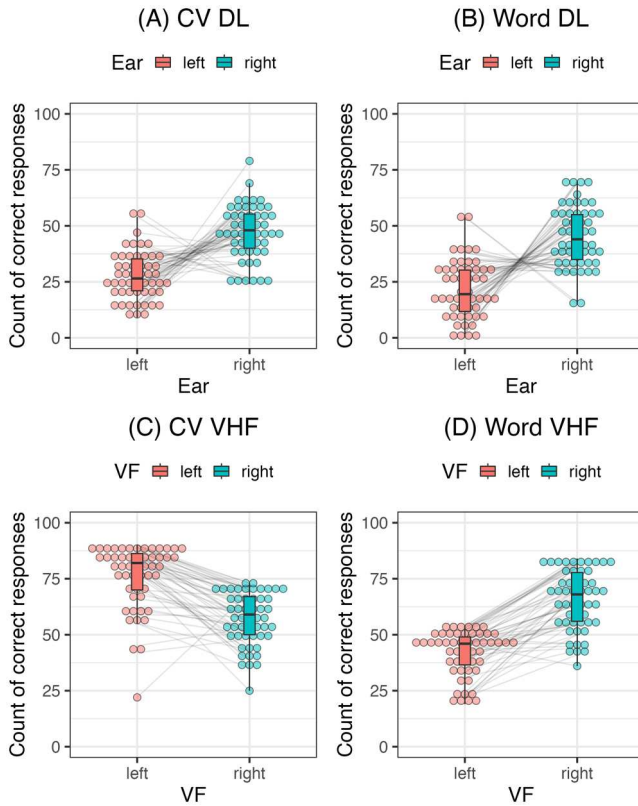 (A) CV DL
Ear left right
Count of correct responses
100
75
50
25
0
left right
Ear
(B) Word DL
Ear left right
Count of correct responses
100
75
50
25
0
left right
Ear
(C) CV VHF
VF left right
Count of correct responses
100
75
50
25
0
left right
VF
(D) Word VHF
VF left right
Count of correct responses
100
75
50
25
0
left right
VF